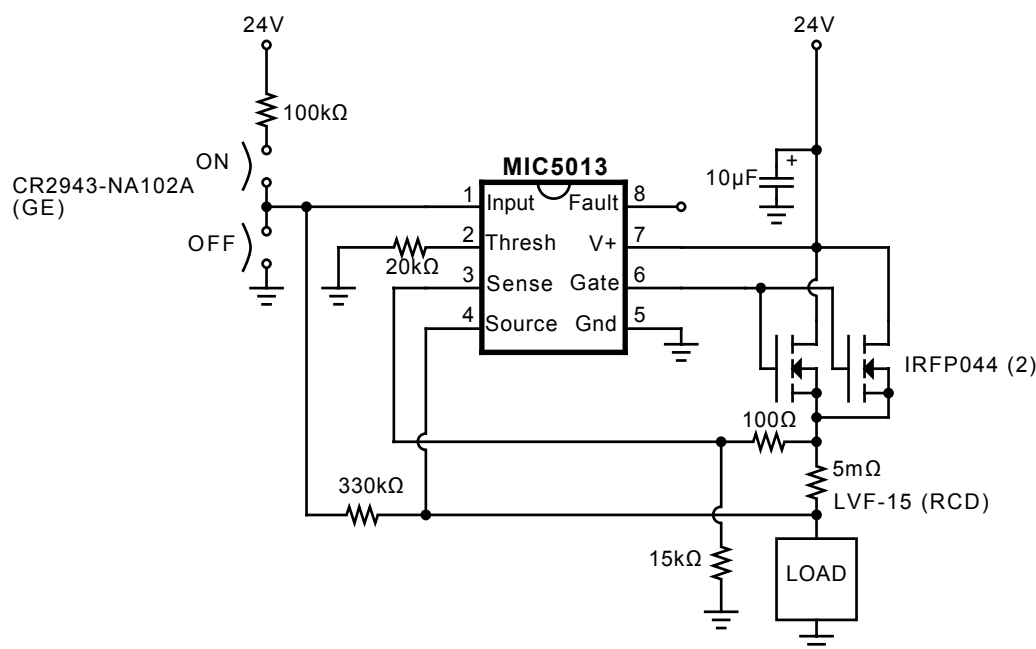 24V
24V
100kΩ
ON
CR2943-NA102A
(GE)
OFF
MIC5013
10µF
+
1
Input
Fault
8
2
Thresh
V+
7
20kΩ
3
Sense
Gate
6
4
Source
Gnd
5
IRFP044 (2)
100Ω
5mΩ
LVF-15 (RCD)
330kΩ
15kΩ
LOAD